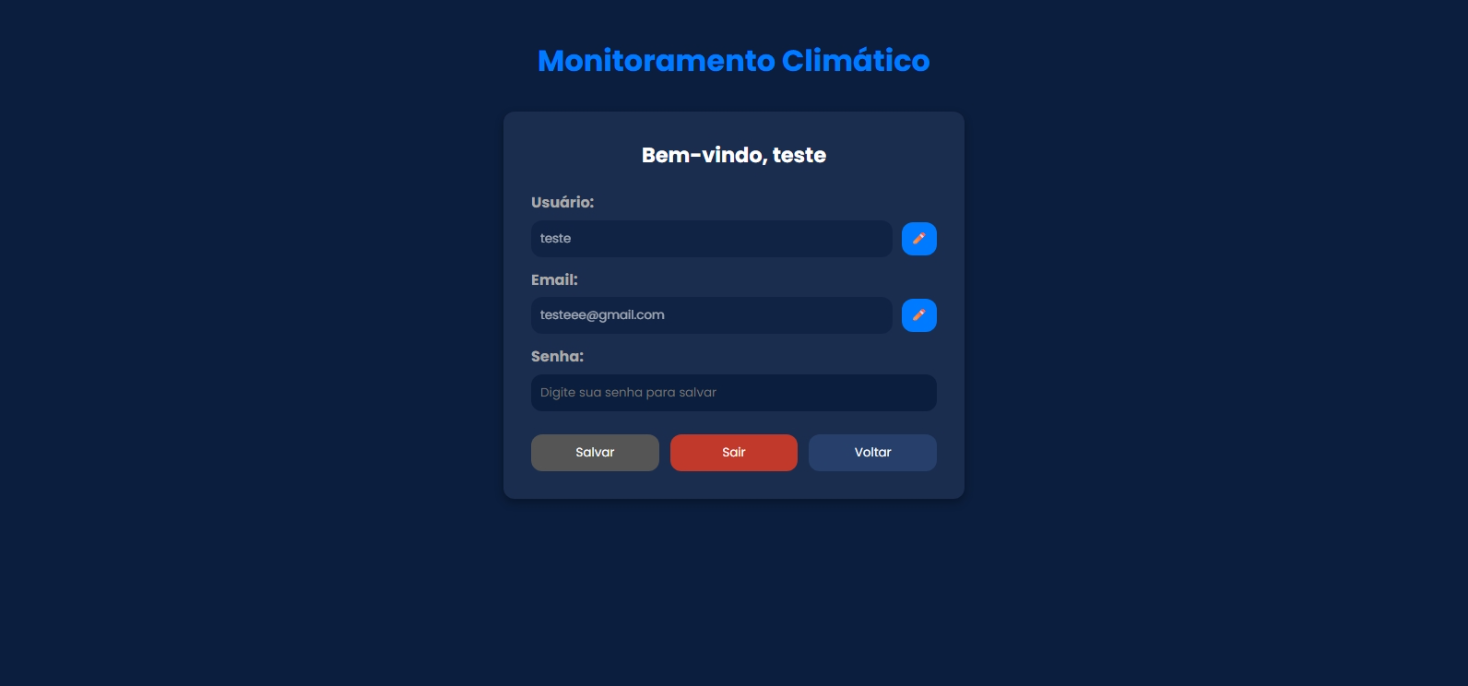 Monitoramento Climático
Bem-vindo, teste
Usuário:
teste
Email:
testeee@gmail.com
Senha:
Digite sua senha para salvar
Salvar Sair Voltar